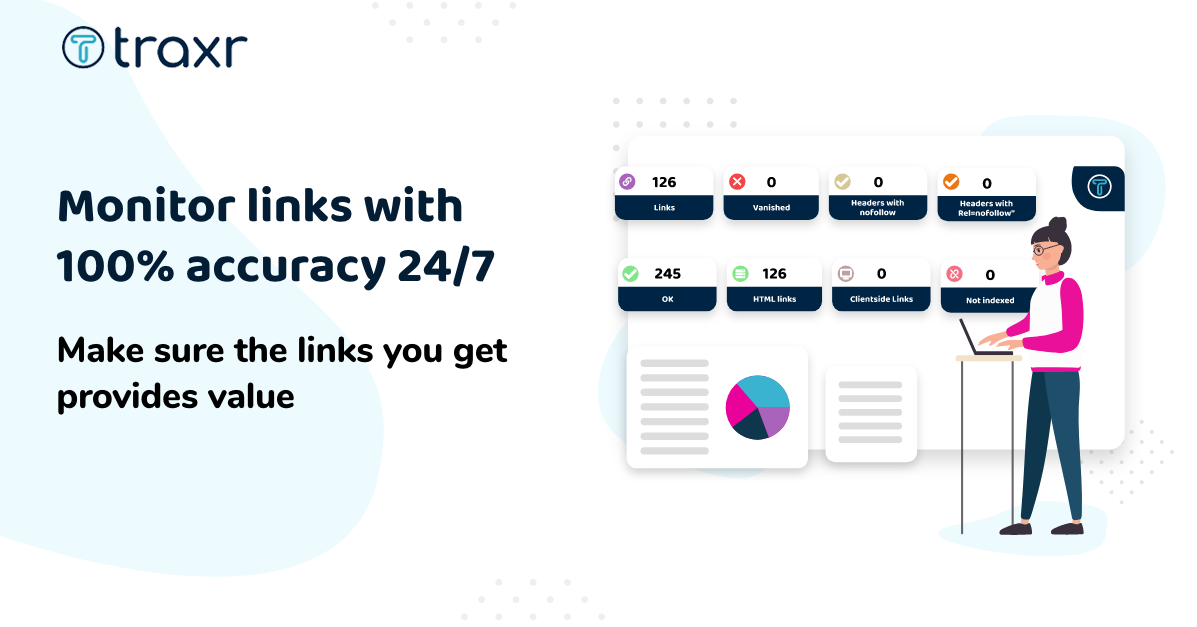 traxr
Monitor links with
100% accuracy 24/7
Make sure the links you get
provides value
126
Links
0
Vanished
0
Headers with
nofollow
0
Headers with
Rel=nofollow"
245
OK
126
HTML links
0
Clientside Links
0
Not indexed